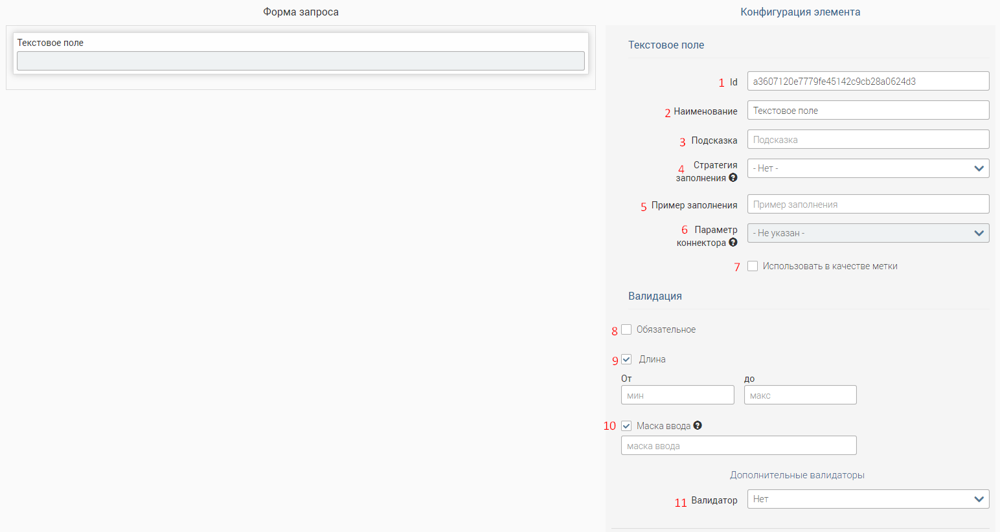 Форма запроса
Текстовое поле
Конфигурация элемента
Текстовое поле
1 Id a3607120e7779fe45142c9cb28a0624d3
2 Наименование Текстовое поле
3 Подсказка Подсказка
4 Стратегия
заполнения ? - Нет -
5 Пример заполнения Пример заполнения
6 Параметр
коннектора ? - Не указан -
7 Использовать в качестве метки
Валидация
8 Обязательное
9 Длина
От до
мин макс
10 Маска ввода ?
маска ввода
Дополнительные валидаторы
11 Валидатор Нет